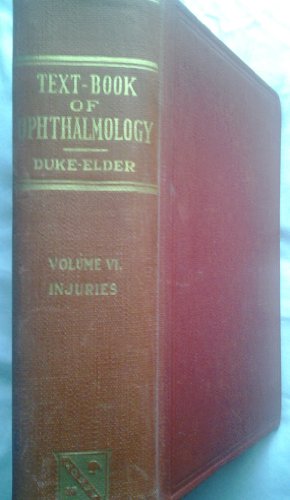 TEXT-BOOK
OF
OPHTHALMOLOGY
DUKE-ELDER
VOLUME VI.
INJURIES